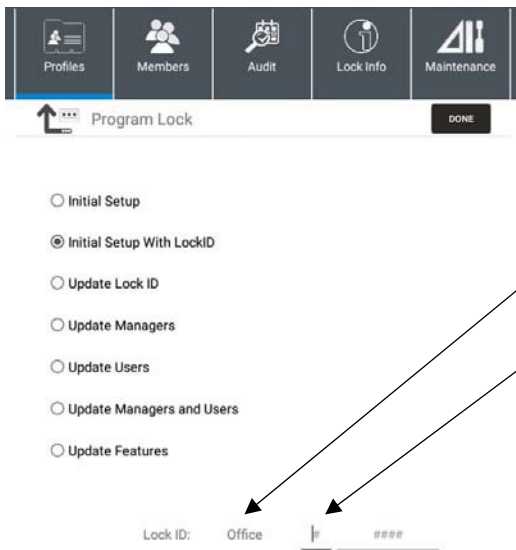 Profiles Members Audit Lock Info Maintenance
Program Lock DONE
Initial Setup
Initial Setup With LockID
Update Lock ID
Update Managers
Update Users
Update Managers and Users
Update Features
Lock ID: Office # ####